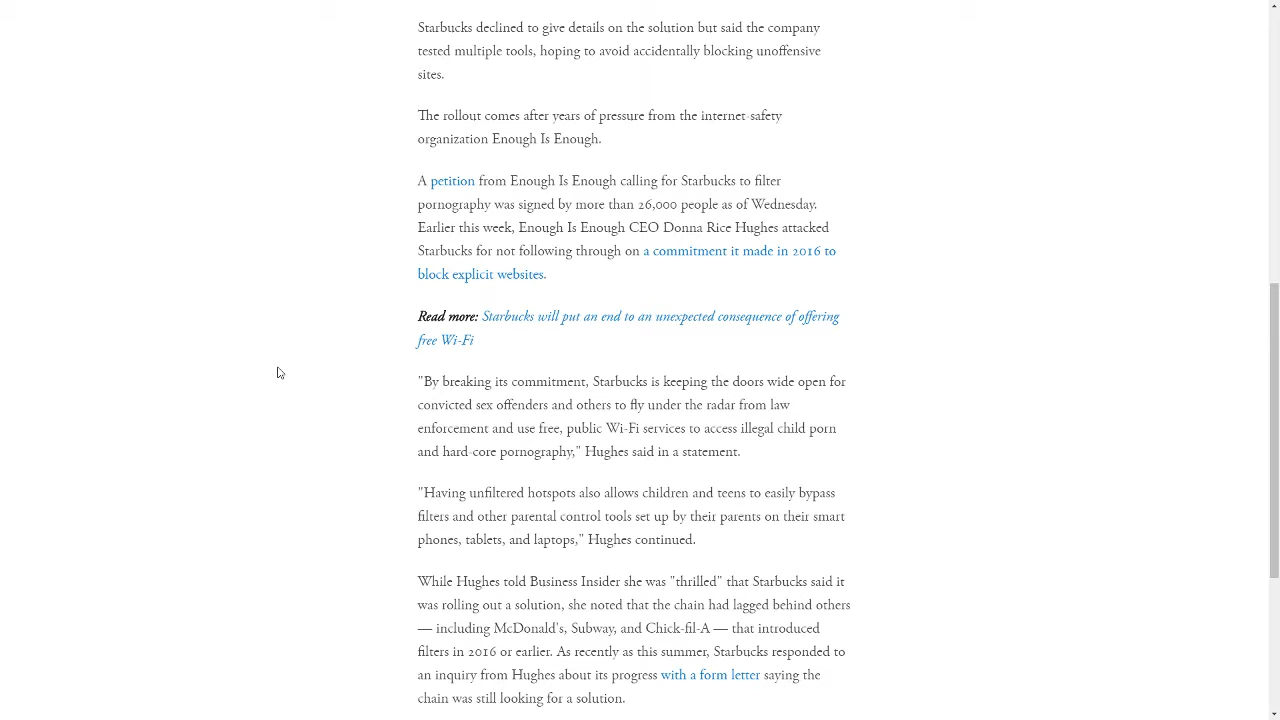 Starbucks declined to give details on the solution but said the company
tested multiple tools, hoping to avoid accidentally blocking unoffensive
sites.
The rollout comes after years of pressure from the internet-safety
organization Enough Is Enough.
A petition from Enough Is Enough calling for Starbucks to filter
pornography was signed by more than 26,000 people as of Wednesday.
Earlier this week, Enough Is Enough CEO Donna Rice Hughes attacked
Starbucks for not following through on a commitment it made in 2016 to
block explicit websites.
Read more: Starbucks will put an end to an unexpected consequence of offering
free Wi-Fi
"By breaking its commitment, Starbucks is keeping the doors wide open for
convicted sex offenders and others to fly under the radar from law
enforcement and use free, public Wi-Fi services to access illegal child porn
and hard-core pornography," Hughes said in a statement.
"Having unfiltered hotspots also allows children and teens to easily bypass
filters and other parental control tools set up by their parents on their smart
phones, tablets, and laptops," Hughes continued.
While Hughes told Business Insider she was "thrilled" that Starbucks said it
was rolling out a solution, she noted that the chain had lagged behind others
— including McDonald's, Subway, and Chick-fil-A — that introduced
filters in 2016 or earlier. As recently as this summer, Starbucks responded to
an inquiry from Hughes about its progress with a form letter saying the
chain was still looking for a solution.